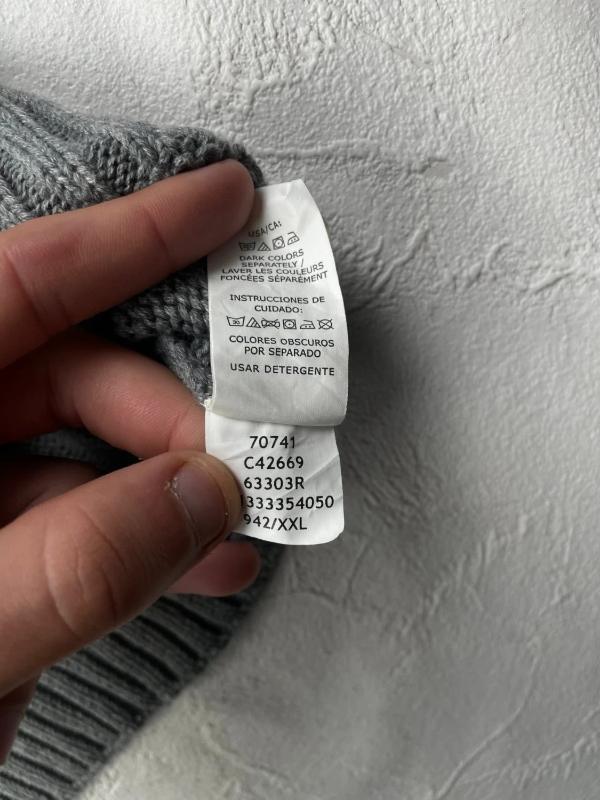 USA/CA:
DARK COLORS
SEPARATELY /
LAVER LES COULEURS
FONCÉES SÉPARÉMENT
INSTRUCCIONES DE
CUIDADO:
30
COLORES OBSCUROS
POR SEPARADO
USAR DETERGENTE
70741
C42669
63303R
1333354050
942/XXL